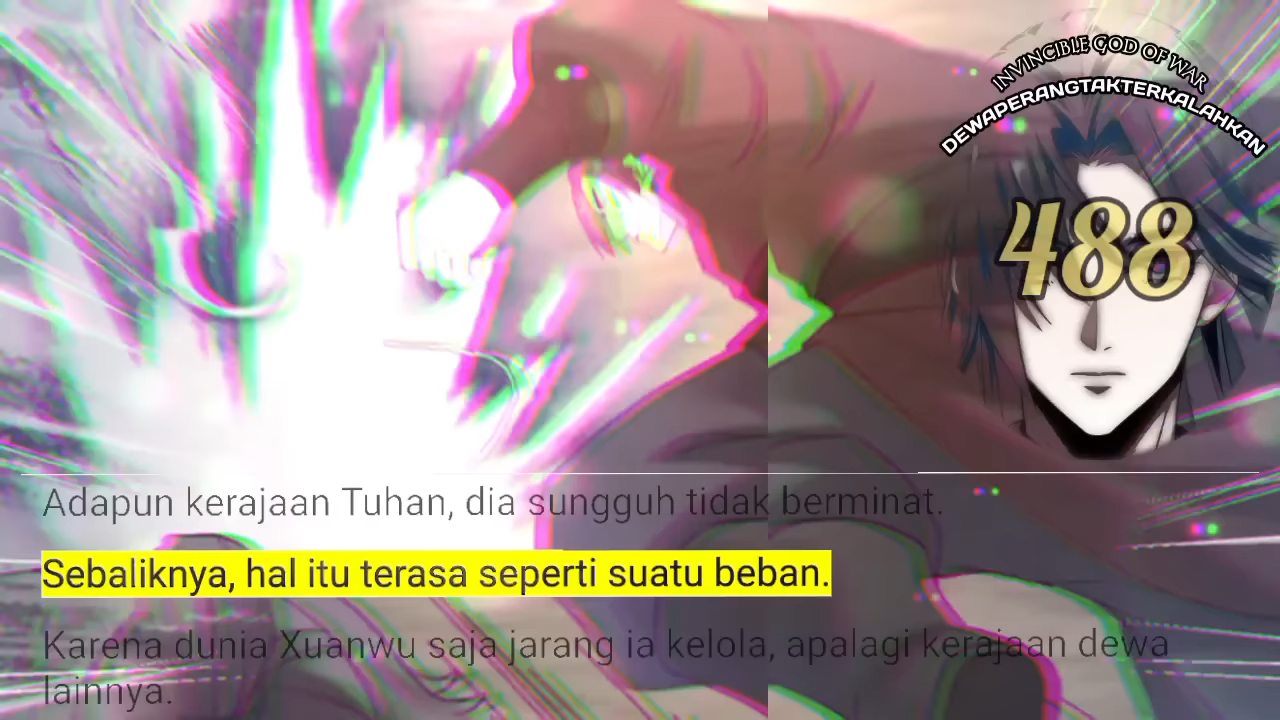 INVINCIBLE GOD OF WAR
DEWAPERANGTAKTERKALAHKAN
488
Adapun kerajaan Tuhan, dia sungguh tidak berminat.
Sebaliknya, hal itu terasa seperti suatu beban.
Karena dunia Xuanwu saja jarang ia kelola, apalagi kerajaan dewa
lainnya.